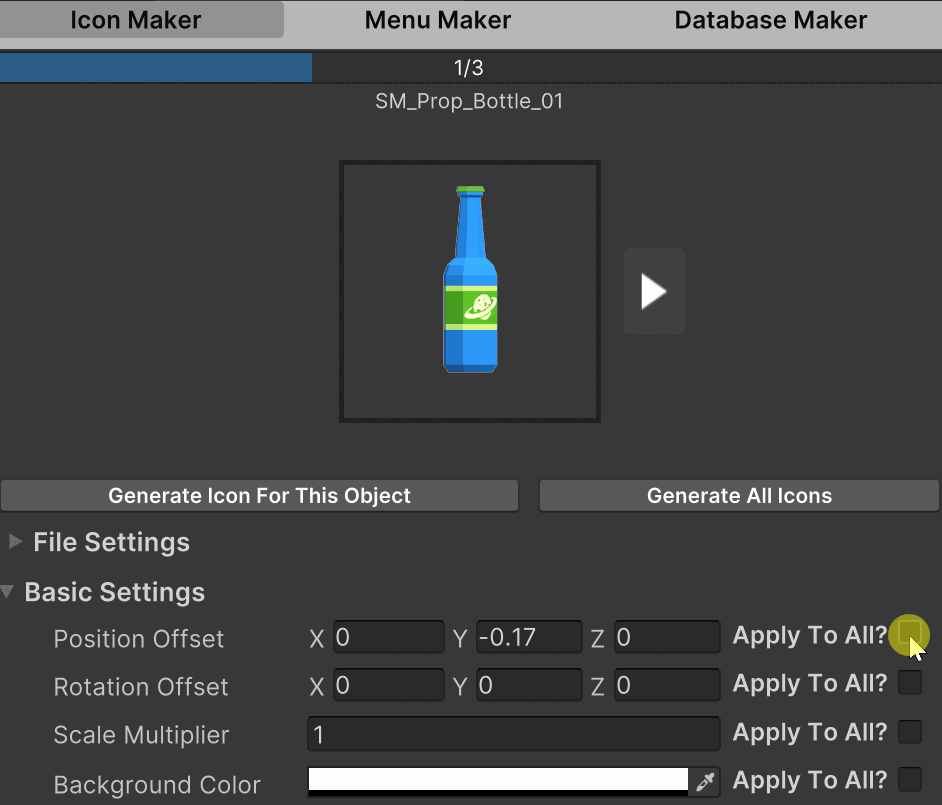 Icon Maker Menu Maker Database Maker
1/3
SM_Prop_Bottle_01
Generate Icon For This Object Generate All Icons
File Settings
Basic Settings
Position Offset X 0 Y -0.17 Z 0 Apply To All?
Rotation Offset X 0 Y 0 Z 0 Apply To All?
Scale Multiplier 1 Apply To All?
Background Color Apply To All?